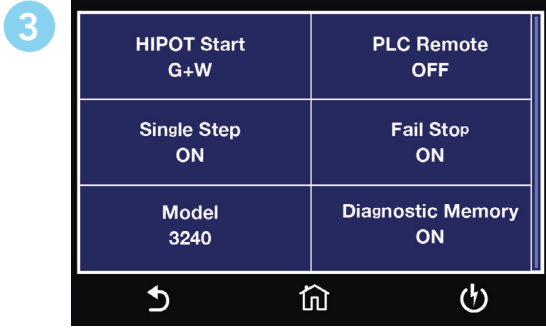 3
HIPOT Start
G+W
PLC Remote
OFF
Single Step
ON
Fail Stop
ON
Model
3240
Diagnostic Memory
ON